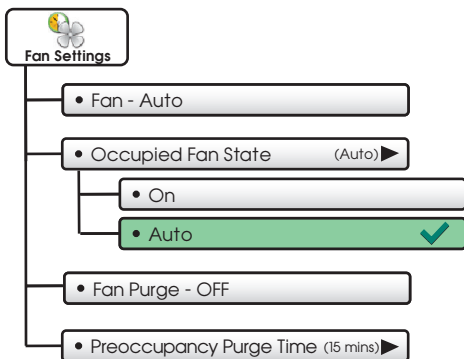 Fan Settings
• Fan - Auto
• Occupied Fan State (Auto)
• On
• Auto
• Fan Purge - OFF
• Preoccupancy Purge Time (15 mins)